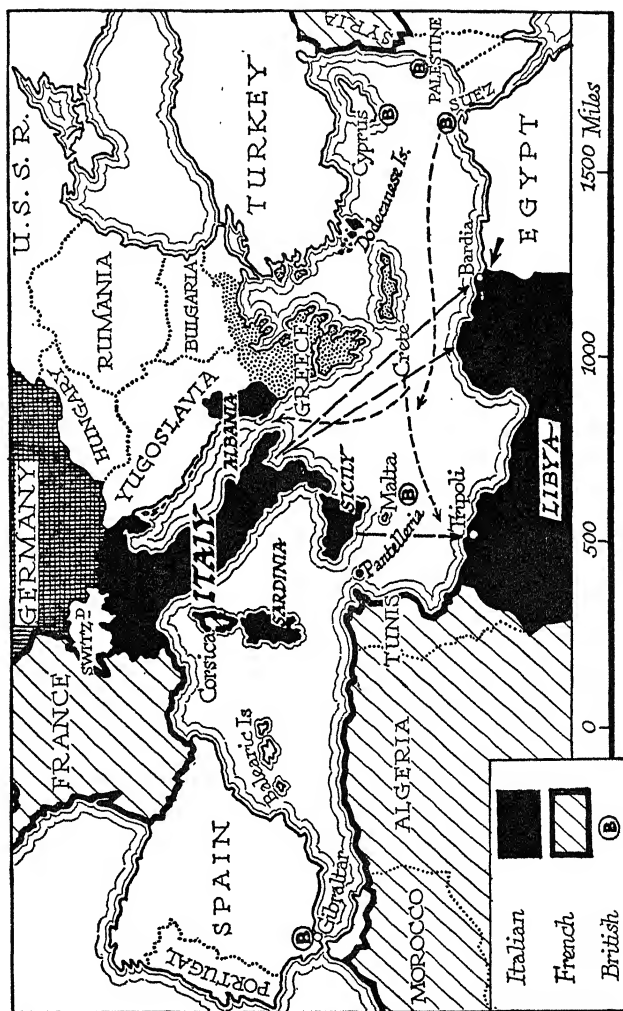 U. S. S. R.
GERMANY
HUNGARY
RUMANIA
FRANCE
SWITZD
YUGOSLAVIA
BULGARIA
TURKEY
SYRIA
PORTUGAL
SPAIN
Corsica
ITALY
ALBANIA
GREECE
Balearic Is
SARDINIA
Dodecanese Is.
Cyprus
B
B
PALESTINE
SICILY
Crete
B
Gibraltar
Malta
B
Pantelleria
B
SUEZ
MOROCCO
ALGERIA
TUNIS
Tripoli
Bardia
LIBYA
EGYPT
0
500
1000
1500 Miles
Italian
French
British
B